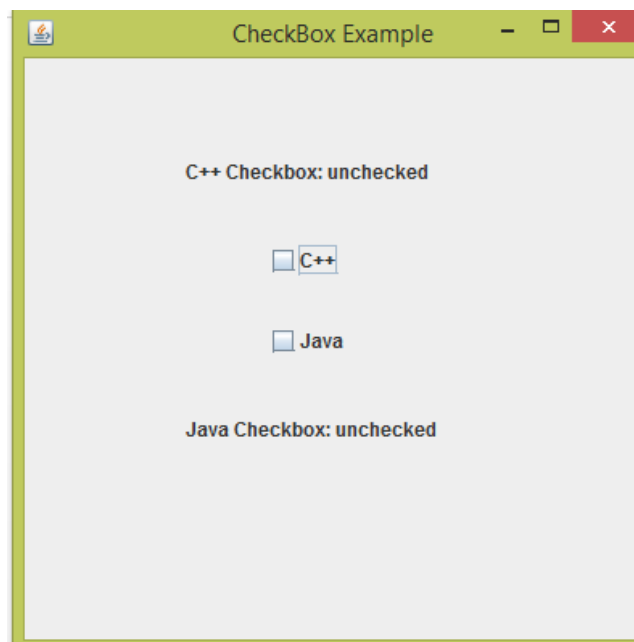 CheckBox Example
C++ Checkbox: unchecked
C++
Java
Java Checkbox: unchecked